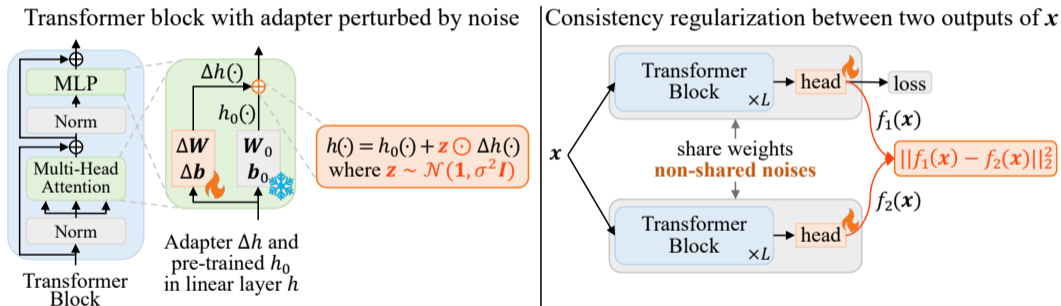 Transformer block with adapter perturbed by noise
MLP
Norm
Multi-Head
Attention
Norm
Transformer
Block
Δh(·)
h₀(·)
ΔW
Δb
W₀
b₀
Adapter Δh and
pre-trained h₀
in linear layer h
h(·) = h₀(·) + z ⊙ Δh(·)
where z ~ 𝒩(1, σ²I)
Consistency regularization between two outputs of x
x
Transformer
Block
×L
head
loss
f₁(x)
share weights
non-shared noises
||f₁(x) − f₂(x)||₂²
f₂(x)
Transformer
Block
×L
head